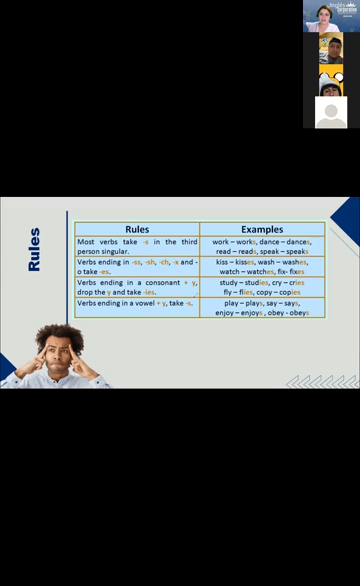 Inglés
Corporativo
Rules
Rules
Examples
Most verbs take -s in the third
person singular.
work – works, dance – dances,
read – reads, speak – speaks
Verbs ending in -ss, -sh, -ch, -x and -
o take -es.
kiss – kisses, wash – washes,
watch – watches, fix- fixes
Verbs ending in a consonant + y,
drop the y and take -ies.
study – studies, cry – cries
fly – flies, copy – copies
Verbs ending in a vowel + y, take -s.
play – plays, say – says,
enjoy – enjoys , obey - obeys